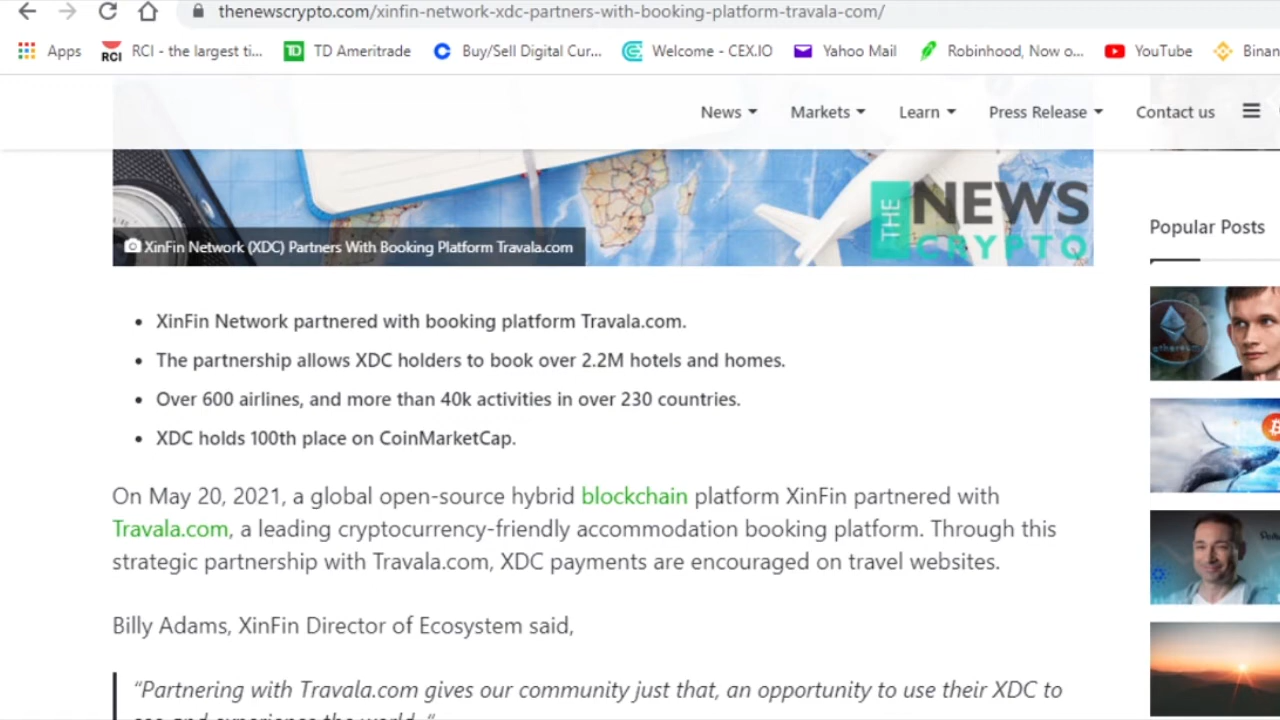 thenewscrypto.com/xinfin-network-xdc-partners-with-booking-platform-travala-com/
Apps RCI RCI - the largest ti... TD TD Ameritrade Buy/Sell Digital Cur... Welcome - CEX.IO Yahoo Mail Robinhood, Now o... YouTube Binan
News Markets Learn Press Release Contact us
THE NEWS CRYPTO
XinFin Network (XDC) Partners With Booking Platform Travala.com
Popular Posts
• XinFin Network partnered with booking platform Travala.com.
• The partnership allows XDC holders to book over 2.2M hotels and homes.
• Over 600 airlines, and more than 40k activities in over 230 countries.
• XDC holds 100th place on CoinMarketCap.
On May 20, 2021, a global open-source hybrid blockchain platform XinFin partnered with
Travala.com, a leading cryptocurrency-friendly accommodation booking platform. Through this
strategic partnership with Travala.com, XDC payments are encouraged on travel websites.
Billy Adams, XinFin Director of Ecosystem said,
“Partnering with Travala.com gives our community just that, an opportunity to use their XDC to
see and experience the world. “